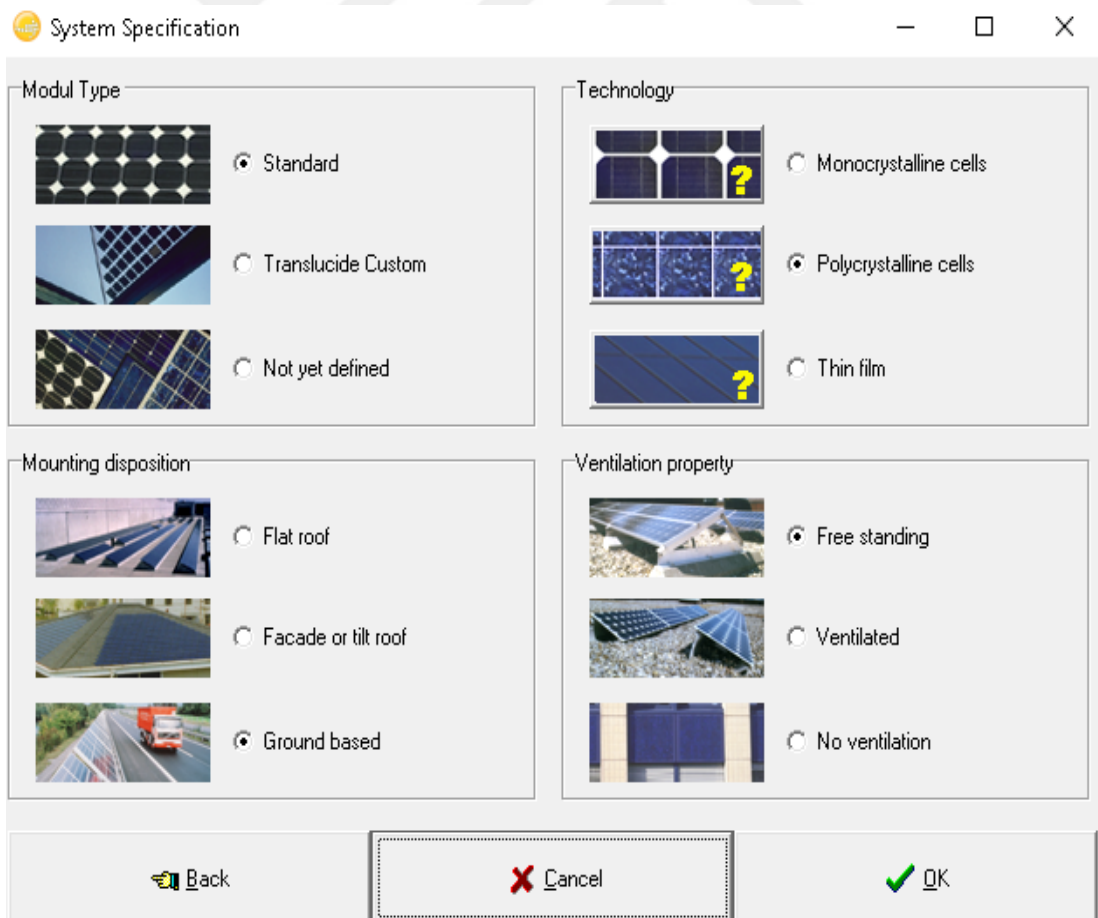 System Specification
Modul Type
Standard
Translucide Custom
Not yet defined
Technology
?
Monocrystalline cells
?
Polycrystalline cells
?
Thin film
Mounting disposition
Flat roof
Facade or tilt roof
Ground based
Ventilation property
Free standing
Ventilated
No ventilation
Back
Cancel
OK